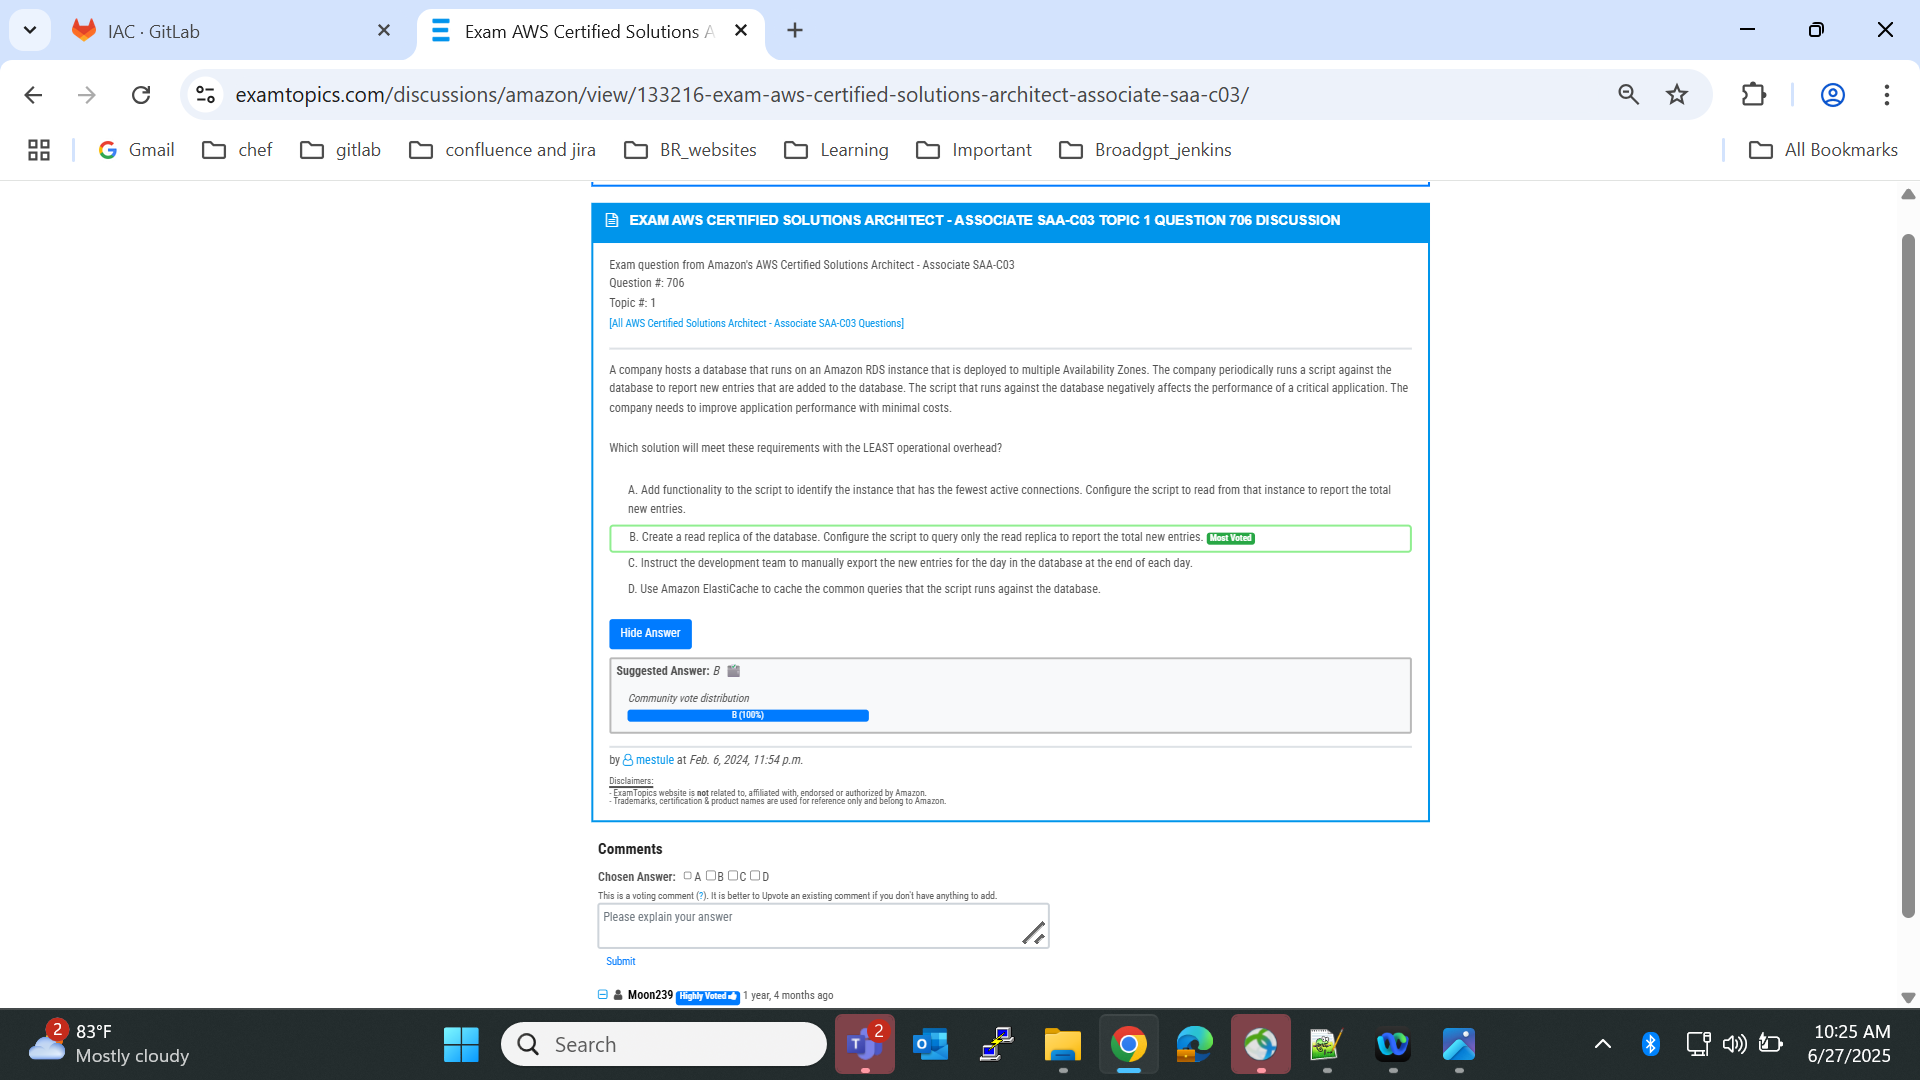 IAC · GitLab
Exam AWS Certified Solutions A
examtopics.com/discussions/amazon/view/133216-exam-aws-certified-solutions-architect-associate-saa-c03/
Gmail chef gitlab confluence and jira BR_websites Learning Important Broadgpt_jenkins All Bookmarks
EXAM AWS CERTIFIED SOLUTIONS ARCHITECT - ASSOCIATE SAA-C03 TOPIC 1 QUESTION 706 DISCUSSION
Exam question from Amazon's AWS Certified Solutions Architect - Associate SAA-C03
Question #: 706
Topic #: 1
[All AWS Certified Solutions Architect - Associate SAA-C03 Questions]
A company hosts a database that runs on an Amazon RDS instance that is deployed to multiple Availability Zones. The company periodically runs a script against the
database to report new entries that are added to the database. The script that runs against the database negatively affects the performance of a critical application. The
company needs to improve application performance with minimal costs.
Which solution will meet these requirements with the LEAST operational overhead?
A. Add functionality to the script to identify the instance that has the fewest active connections. Configure the script to read from that instance to report the total
new entries.
B. Create a read replica of the database. Configure the script to query only the read replica to report the total new entries. Most Voted
C. Instruct the development team to manually export the new entries for the day in the database at the end of each day.
D. Use Amazon ElastiCache to cache the common queries that the script runs against the database.
Hide Answer
Suggested Answer: B
Community vote distribution
B (100%)
by mestule at Feb. 6, 2024, 11:54 p.m.
Disclaimers:
- ExamTopics website is not related to, affiliated with, endorsed or authorized by Amazon.
- Trademarks, certification & product names are used for reference only and belong to Amazon.
Comments
Chosen Answer: A B C D
This is a voting comment (?). It is better to Upvote an existing comment if you don't have anything to add.
Please explain your answer
Submit
Moon239 Highly Voted 1 year, 4 months ago
2 83°F
Mostly cloudy
Search
2
10:25 AM
6/27/2025